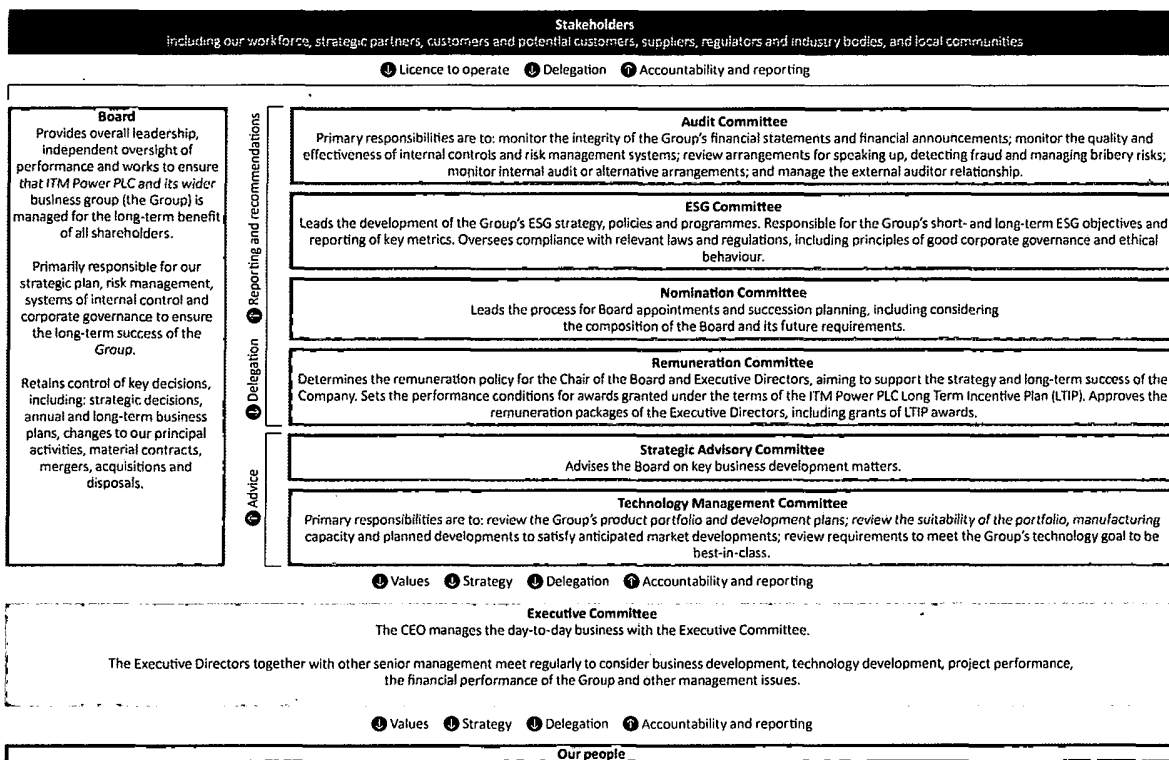 Stakeholders
including our workforce, strategic partners, customers and potential customers, suppliers, regulators and industry bodies, and local communities
Licence to operate Delegation Accountability and reporting
Board
Provides overall leadership,
independent oversight of
performance and works to ensure
that ITM Power PLC and its wider
business group (the Group) is
managed for the long-term benefit
of all shareholders.
Primarily responsible for our
strategic plan, risk management,
systems of internal control and
corporate governance to ensure
the long-term success of the
Group.
Retains control of key decisions,
including: strategic decisions,
annual and long-term business
plans, changes to our principal
activities, material contracts,
mergers, acquisitions and
disposals.
Delegation Reporting and recommendations
Advice
Audit Committee
Primary responsibilities are to: monitor the integrity of the Group's financial statements and financial announcements; monitor the quality and
effectiveness of internal controls and risk management systems; review arrangements for speaking up, detecting fraud and managing bribery risks;
monitor internal audit or alternative arrangements; and manage the external auditor relationship.
ESG Committee
Leads the development of the Group's ESG strategy, policies and programmes. Responsible for the Group's short- and long-term ESG objectives and
reporting of key metrics. Oversees compliance with relevant laws and regulations, including principles of good corporate governance and ethical
behaviour.
Nomination Committee
Leads the process for Board appointments and succession planning, including considering
the composition of the Board and its future requirements.
Remuneration Committee
Determines the remuneration policy for the Chair of the Board and Executive Directors, aiming to support the strategy and long-term success of the
Company. Sets the performance conditions for awards granted under the terms of the ITM Power PLC Long Term Incentive Plan (LTIP). Approves the
remuneration packages of the Executive Directors, including grants of LTIP awards.
Strategic Advisory Committee
Advises the Board on key business development matters.
Technology Management Committee
Primary responsibilities are to: review the Group's product portfolio and development plans; review the suitability of the portfolio, manufacturing
capacity and planned developments to satisfy anticipated market developments; review requirements to meet the Group's technology goal to be
best-in-class.
Values Strategy Delegation Accountability and reporting
Executive Committee
The CEO manages the day-to-day business with the Executive Committee.
The Executive Directors together with other senior management meet regularly to consider business development, technology development, project performance,
the financial performance of the Group and other management issues.
Values Strategy Delegation Accountability and reporting
Our people